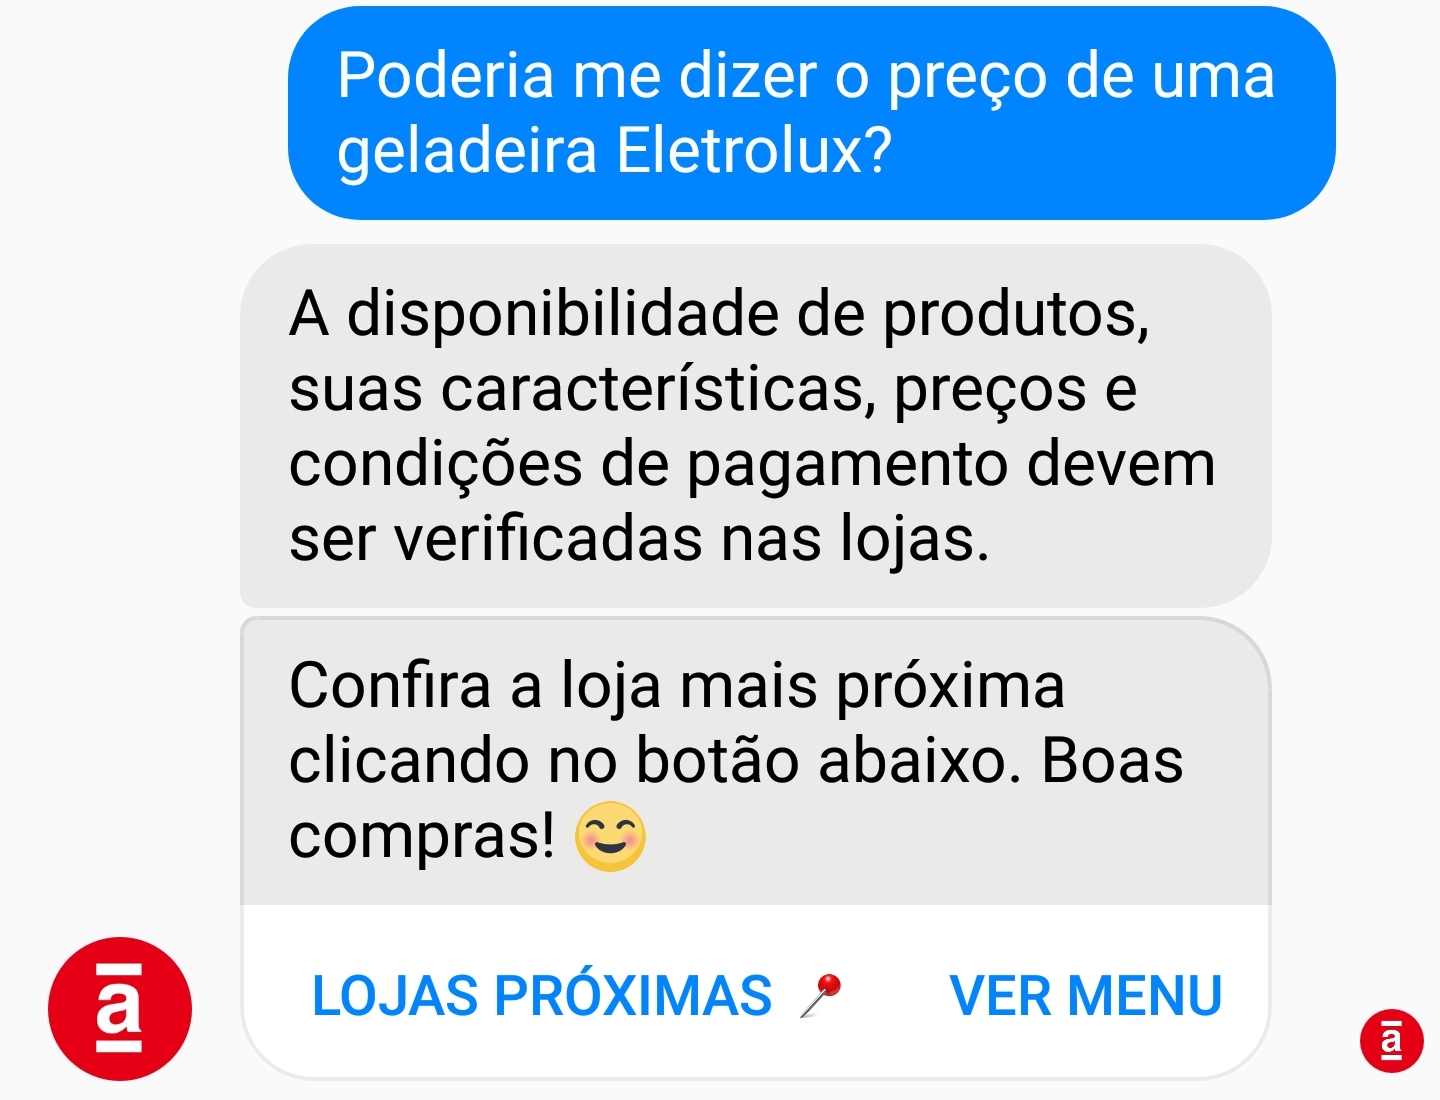 Poderia me dizer o preço de uma
geladeira Eletrolux?
A disponibilidade de produtos,
suas características, preços e
condições de pagamento devem
ser verificadas nas lojas.
Confira a loja mais próxima
clicando no botão abaixo. Boas
compras! 😊
LOJAS PRÓXIMAS 📍 VER MENU
a
a